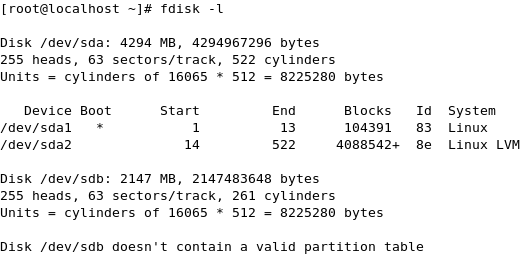 [root@localhost ~]# fdisk -l

Disk /dev/sda: 4294 MB, 4294967296 bytes
255 heads, 63 sectors/track, 522 cylinders
Units = cylinders of 16065 * 512 = 8225280 bytes

   Device Boot      Start         End      Blocks   Id  System
/dev/sda1   *           1          13      104391   83  Linux
/dev/sda2              14         522     4088542+  8e  Linux LVM

Disk /dev/sdb: 2147 MB, 2147483648 bytes
255 heads, 63 sectors/track, 261 cylinders
Units = cylinders of 16065 * 512 = 8225280 bytes

Disk /dev/sdb doesn't contain a valid partition table